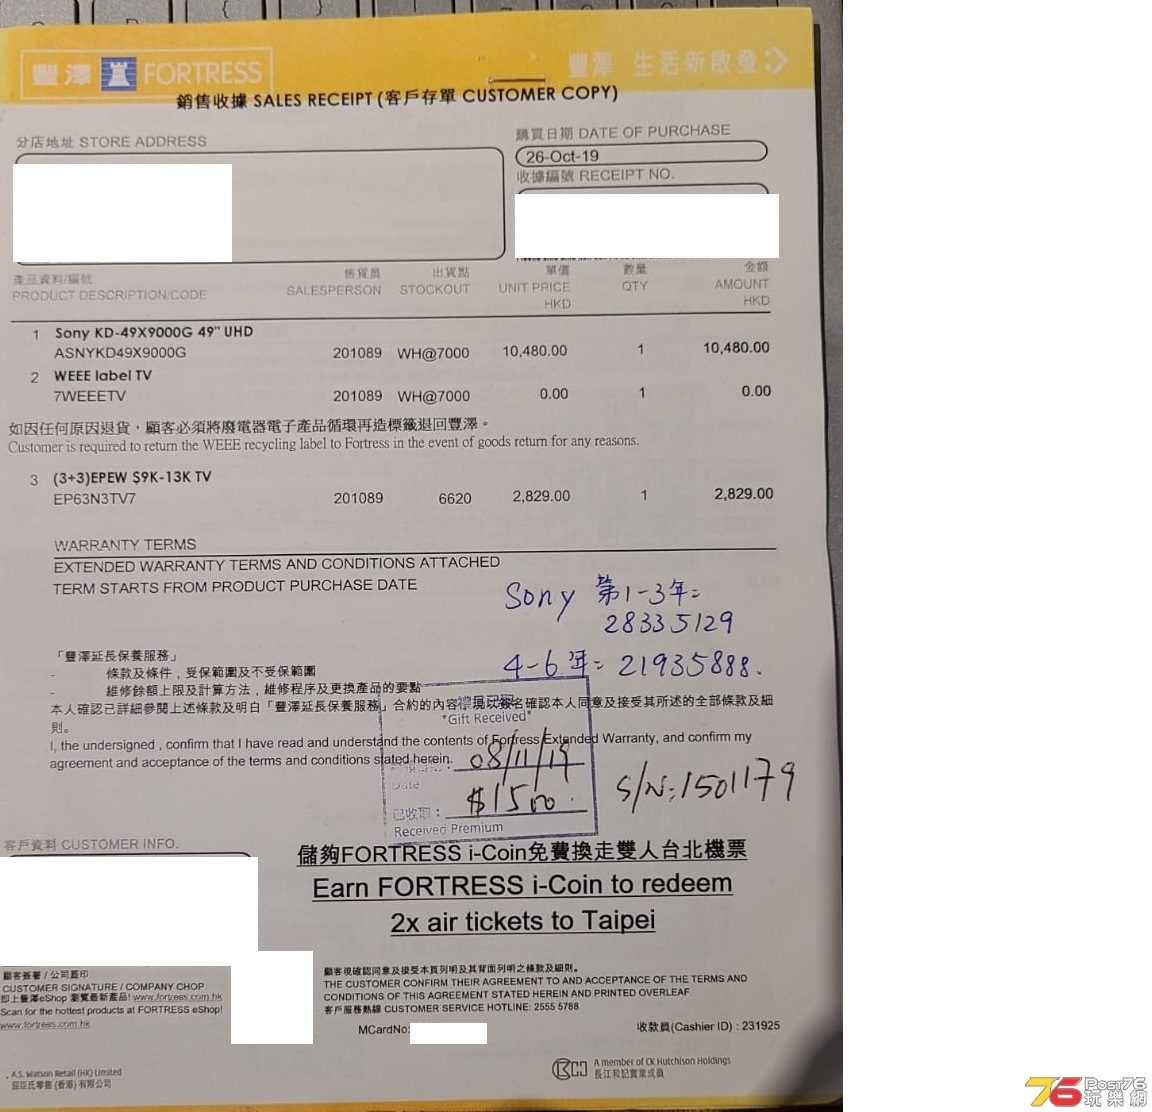 豐澤 FORTRESS 豐澤 生活新啟發
銷售收據 SALES RECEIPT (客戶存單 CUSTOMER COPY)
分店地址 STORE ADDRESS
購買日期 DATE OF PURCHASE
26-Oct-19
收據編號 RECEIPT NO.
產品資料/編號 售貨員 出貨點 單價 數量 金額
PRODUCT DESCRIPTION/CODE SALESPERSON STOCKOUT UNIT PRICE QTY AMOUNT
HKD HKD
1 Sony KD-49X9000G 49" UHD
ASNYKD49X9000G 201089 WH@7000 10,480.00 1 10,480.00
2 WEEE label TV
7WEEETV 201089 WH@7000 0.00 1 0.00
如因任何原因退貨，顧客必須將廢電器電子產品循環再造標籤退回豐澤。
Customer is required to return the WEEE recycling label to Fortress in the event of goods return for any reasons.
3 (3+3)EPEW $9K-13K TV
EP63N3TV7 201089 6620 2,829.00 1 2,829.00
WARRANTY TERMS
EXTENDED WARRANTY TERMS AND CONDITIONS ATTACHED
TERM STARTS FROM PRODUCT PURCHASE DATE
Sony 第1-3年=
28335129
4-6年= 21935888.
「豐澤延長保養服務」
- 條款及條件，受保範圍及不受保範圍
- 維修餘額上限及計算方法，維修程序及更換產品的要點
本人確認已詳細參閱上述條款及明白「豐澤延長保養服務」合約的內容，現以簽名確認本人同意及接受其所述的全部條款及細
則。
"Gift Received"
I, the undersigned , confirm that I have read and understand the contents of Fortress Extended Warranty, and confirm my
agreement and acceptance of the terms and conditions stated herein.
Date : 08/11/19
已收取 : $1500
Received Premium
S/N:1501179
客戶資料 CUSTOMER INFO.
儲夠FORTRESS i-Coin免費換走雙人台北機票
Earn FORTRESS i-Coin to redeem
2x air tickets to Taipei
顧客簽署 / 公司蓋印
CUSTOMER SIGNATURE / COMPANY CHOP
即上豐澤eShop 瀏覽最新產品! www.fortress.com.hk
Scan for the hottest products at FORTRESS eShop!
www.fortress.com.hk
顧客現確認同意及接受本頁列明及其背面列明之條款及細則。
THE CUSTOMER CONFIRM THEIR AGREEMENT TO AND ACCEPTANCE OF THE TERMS AND
CONDITIONS OF THIS AGREEMENT STATED HEREIN AND PRINTED OVERLEAF
客戶服務熱線 CUSTOMER SERVICE HOTLINE: 2555 5788
MCardNo: 收款員(Cashier ID) : 231925
A.S. Watson Retail (HK) Limited
屈臣氏零售 (香港) 有限公司
A member of CK Hutchison Holdings
長江和記實業成員
76 Post76
玩樂網